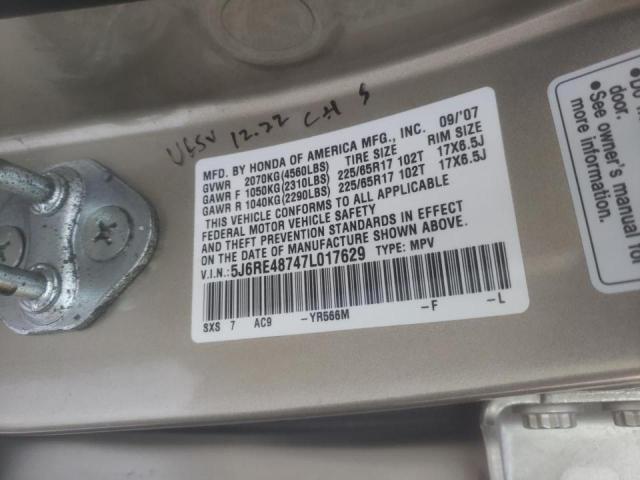 12.22 CH S
MFD. BY HONDA OF AMERICA MFG., INC. 09/'07
GVWR 2070KG(4560LBS) TIRE SIZE RIM SIZE
GAWR F 1050KG(2310LBS) 225/65R17 102T 17X6.5J
GAWR R 1040KG(2290LBS) 225/65R17 102T 17X6.5J
THIS VEHICLE CONFORMS TO ALL APPLICABLE
FEDERAL MOTOR VEHICLE SAFETY
AND THEFT PREVENTION STANDARDS IN EFFECT
ON THE DATE OF MANUFACTURE SHOWN ABOVE.
V.I.N.: 5J6RE48747L017629 TYPE: MPV
SXS 7 AC9 -YR566M -F -L
• Do
door.
• See owner's manual for
more information.